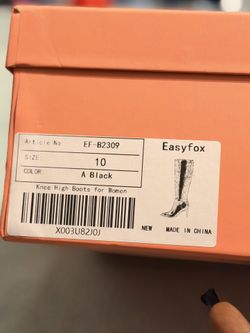 Article No EF-B2309 Easyfox
SIZE 10
COLOR A Black
Knee High Boots for Women
X003U82J0J
NEW MADE IN CHINA